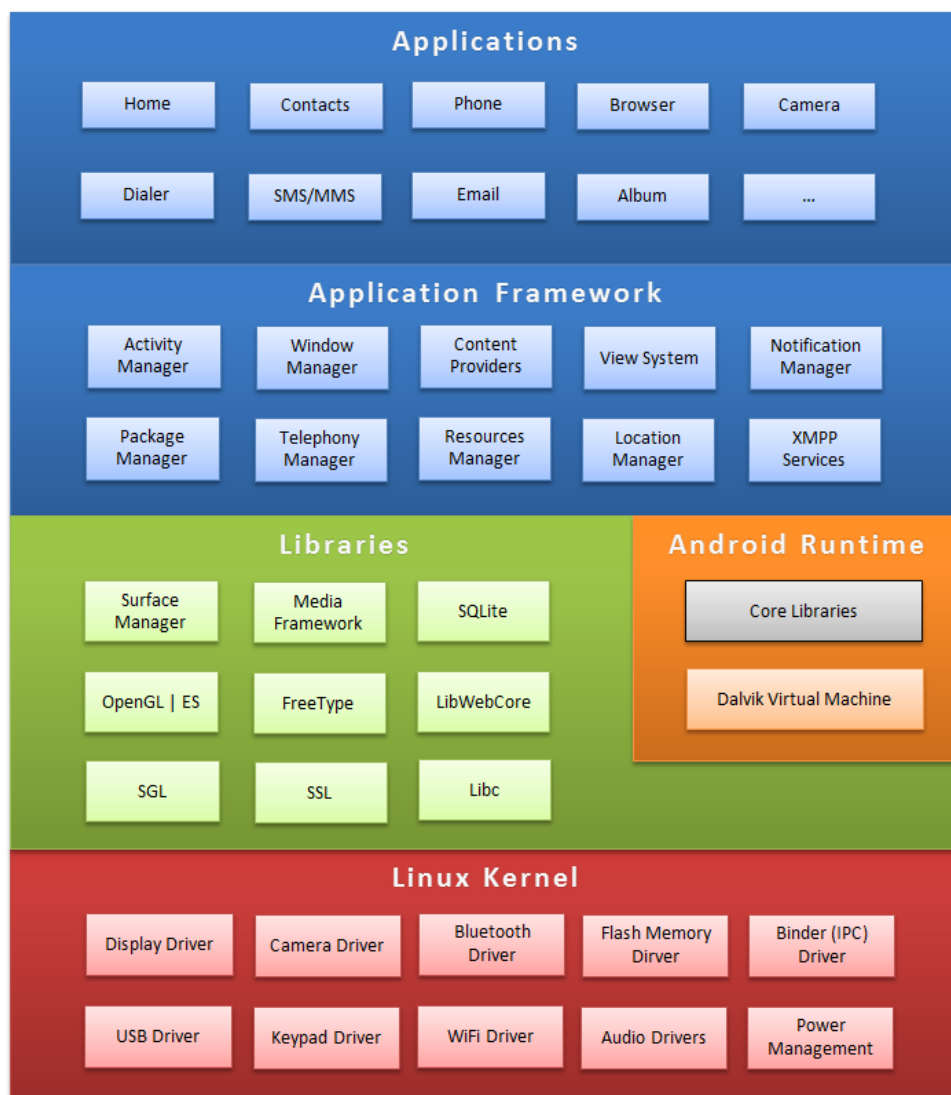 Applications
Home
Contacts
Phone
Browser
Camera
Dialer
SMS/MMS
Email
Album
...
Application Framework
Activity
Manager
Window
Manager
Content
Providers
View System
Notification
Manager
Package
Manager
Telephony
Manager
Resources
Manager
Location
Manager
XMPP
Services
Libraries
Surface
Manager
Media
Framework
SQLite
OpenGL | ES
FreeType
LibWebCore
SGL
SSL
Libc
Android Runtime
Core Libraries
Dalvik Virtual Machine
Linux Kernel
Display Driver
Camera Driver
Bluetooth
Driver
Flash Memory
Dirver
Binder (IPC)
Driver
USB Driver
Keypad Driver
WiFi Driver
Audio Drivers
Power
Management